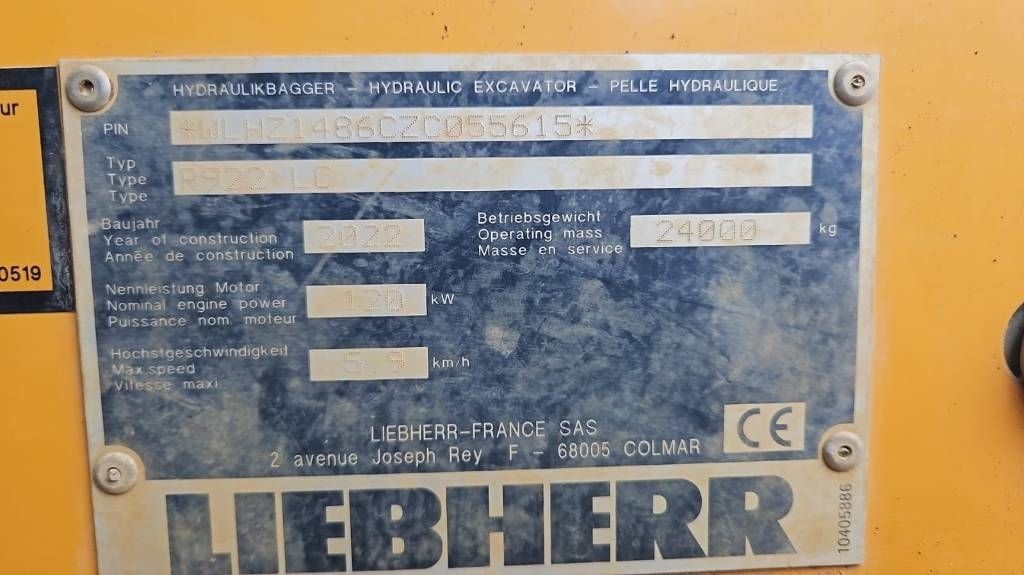 HYDRAULIKBAGGER – HYDRAULIC EXCAVATOR – PELLE HYDRAULIQUE
PIN *WLHZ1486CZC055615*
Typ
Type R922 LC
Type
Baujahr
Year of construction 2022
Année de construction
Betriebsgewicht
Operating mass 24000 kg
Masse en service
Nennleistung Motor
Nominal engine power 120 kW
Puissance nom. moteur
Höchstgeschwindigkeit
Max.speed 5.9 km/h
Vitesse maxi.
LIEBHERR–FRANCE SAS
2 avenue Joseph Rey F – 68005 COLMAR
CE
LIEBHERR
10405886
ur
0519